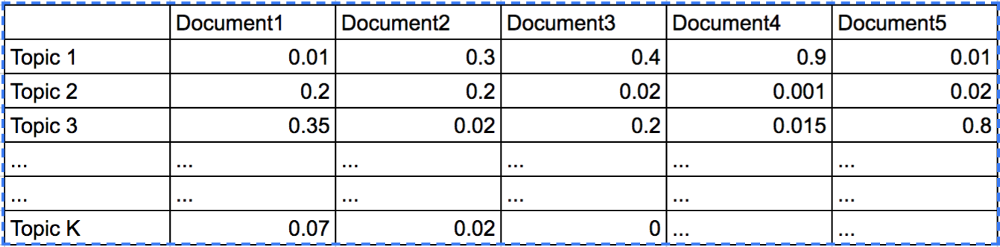 Document1 Document2 Document3 Document4 Document5
Topic 1 0.01 0.3 0.4 0.9 0.01
Topic 2 0.2 0.2 0.02 0.001 0.02
Topic 3 0.35 0.02 0.2 0.015 0.8
... ... ... ... ... ...
... ... ... ... ... ...
Topic K 0.07 0.02 0 ... ...